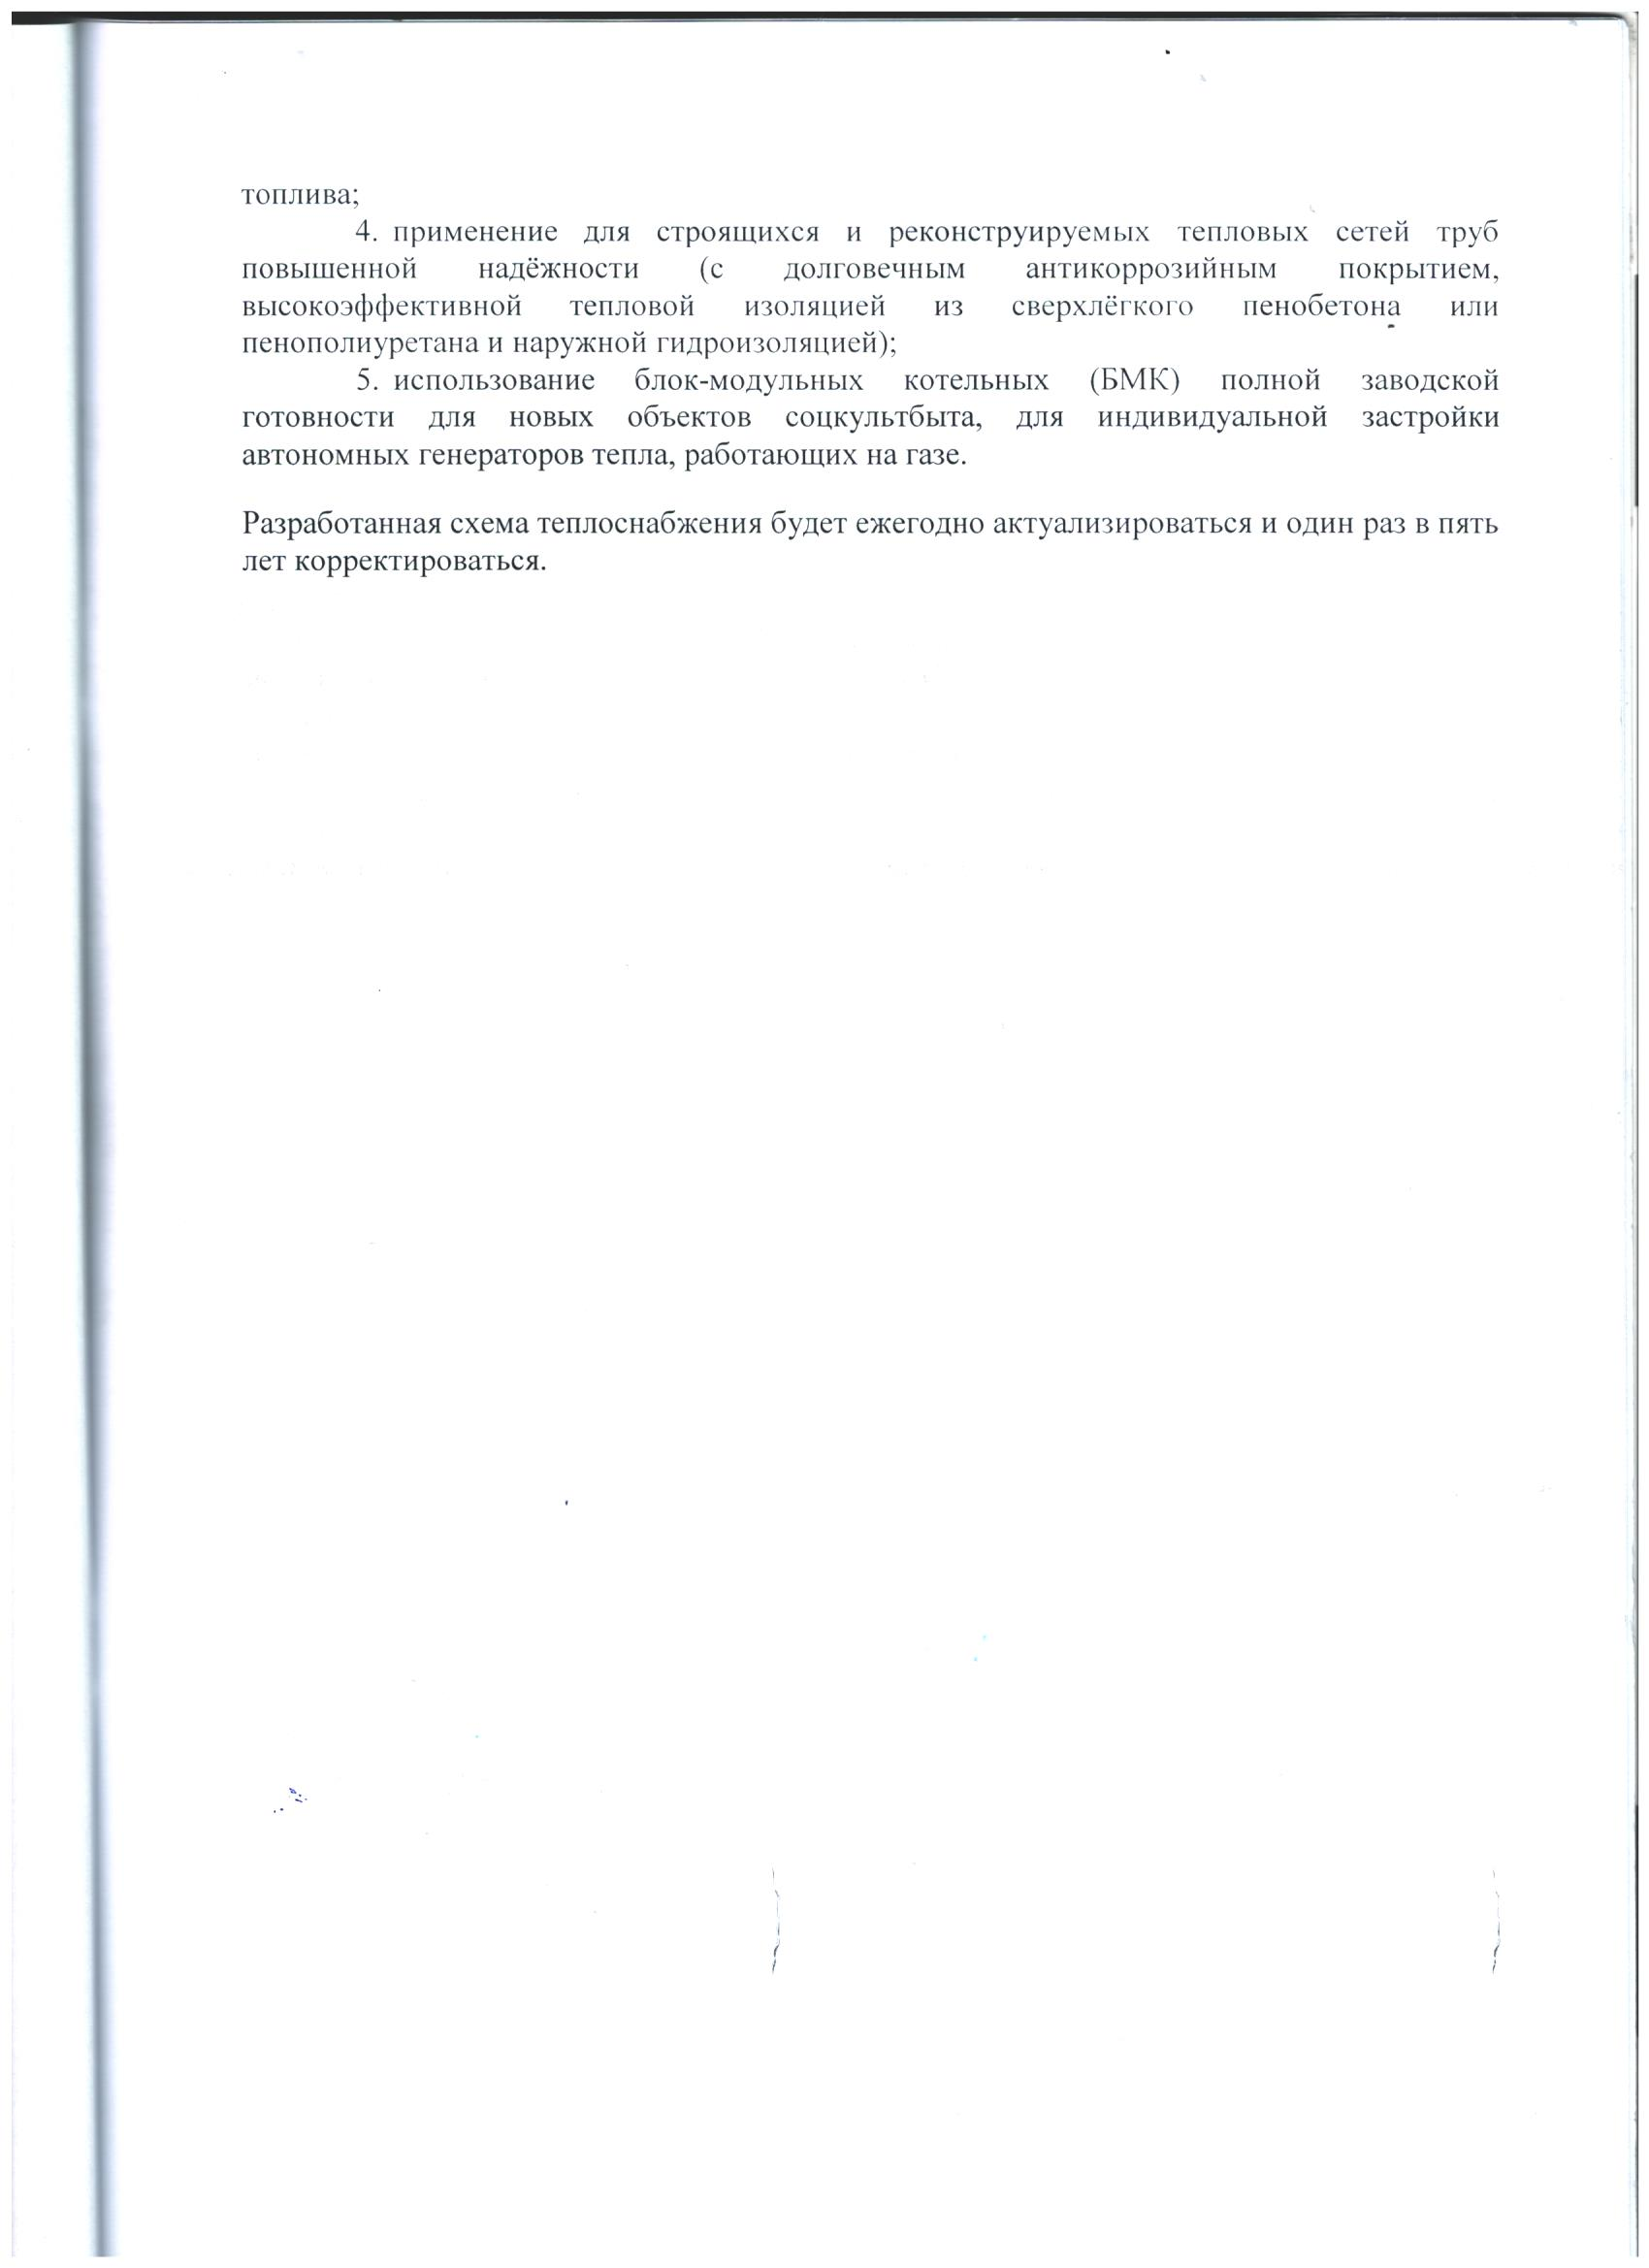 топлива;
4. применение для строящихся и реконструируемых тепловых сетей труб
повышенной надёжности (с долговечным антикоррозийным покрытием,
высокоэффективной тепловой изоляцией из сверхлёгкого пенобетона или
пенополиуретана и наружной гидроизоляцией);
5. использование блок-модульных котельных (БМК) полной заводской
готовности для новых объектов соцкультбыта, для индивидуальной застройки
автономных генераторов тепла, работающих на газе.
Разработанная схема теплоснабжения будет ежегодно актуализироваться и один раз в пять
лет корректироваться.